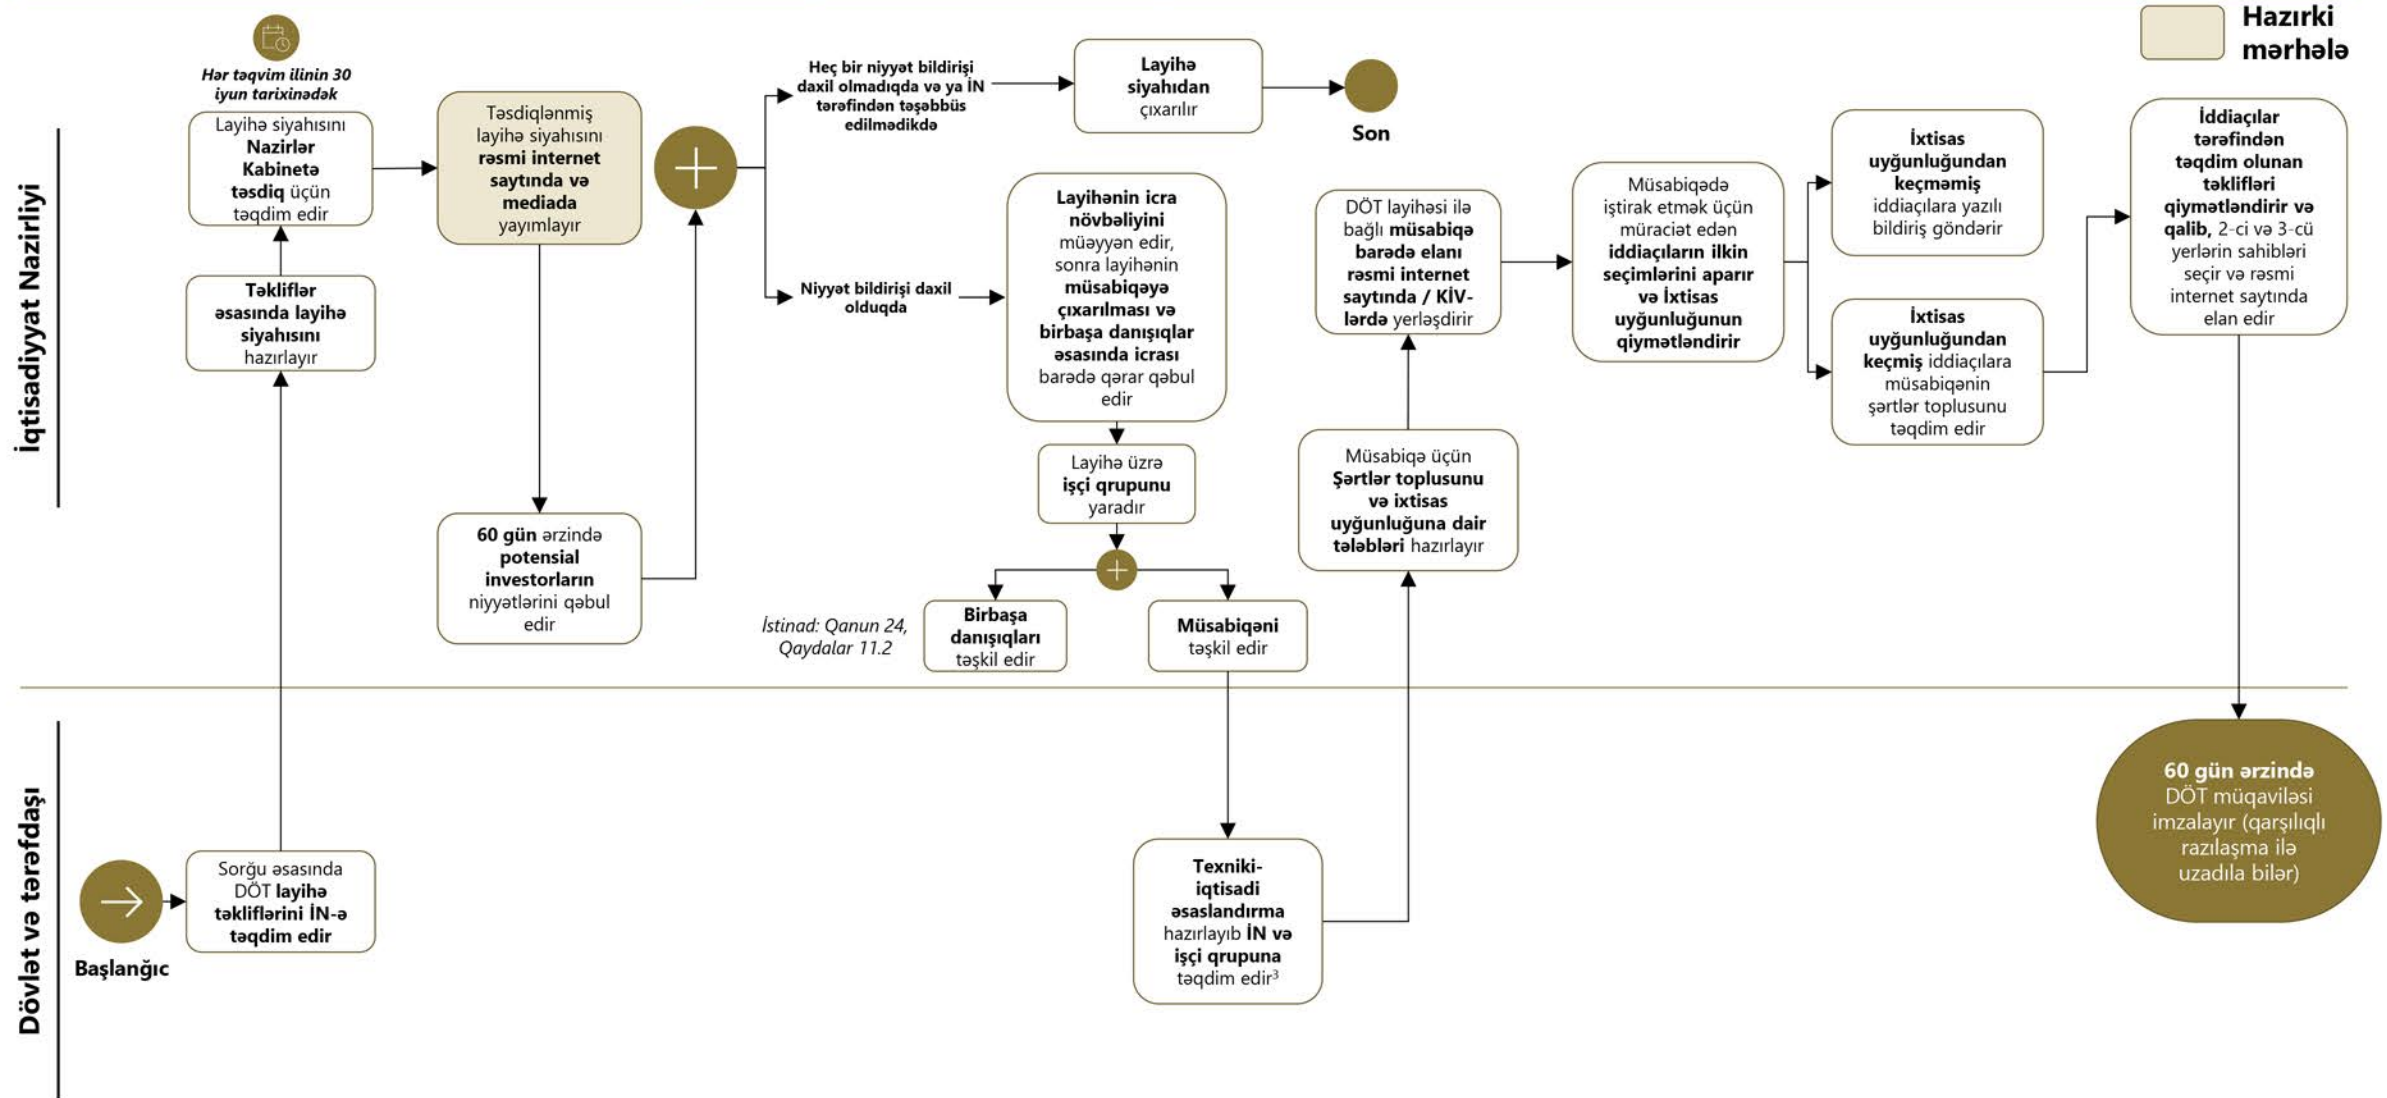 Hazırki
mərhələ
İqtisadiyyat Nazirliyi
Hər təqvim ilinin 30
iyun tarixinədək
Layihə siyahısını
Nazirlər
Kabinetə
təsdiq üçün
təqdim edir
Təkliflər
əsasında layihə
siyahısını
hazırlayır
Təsdiqlənmiş
layihə siyahısını
rəsmi internet
saytında və
mediada
yayımlayır
60 gün ərzində
potensial
investorların
niyyətlərini qəbul
edir
Heç bir niyyət bildirişi
daxil olmadıqda və ya İN
tərəfindən təşəbbüs
edilmədikdə
Layihə
siyahıdan
çıxarılır
Son
Niyyət bildirişi daxil
olduqda
Layihənin icra
növbəliyini
müəyyən edir,
sonra layihənin
müsabiqəyə
çıxarılması və
birbaşa danışıqlar
əsasında icrası
barədə qərar qəbul
edir
Layihə üzrə
işçi qrupunu
yaradır
İstinad: Qanun 24,
Qaydalar 11.2
Birbaşa
danışıqları
təşkil edir
Müsabiqəni
təşkil edir
DÖT layihəsi ilə
bağlı müsabiqə
barədə elanı
rəsmi internet
saytında / KİV-
lərdə yerləşdirir
Müsabiqə üçün
Şərtlər toplusunu
və ixtisas
uyğunluğuna dair
tələbləri hazırlayır
Müsabiqədə
iştirak etmək üçün
müraciət edən
iddiaçıların ilkin
seçimlərini aparır
və İxtisas
uyğunluğunun
qiymətləndirir
İxtisas
uyğunluğundan
keçməmiş
iddiaçılara yazılı
bildiriş göndərir
İxtisas
uyğunluğundan
keçmiş iddiaçılara
müsabiqənin
şərtlər toplusunu
təqdim edir
İddiaçılar
tərəfindən
təqdim olunan
təklifləri
qiymətləndirir və
qalib, 2-ci və 3-cü
yerlərin sahibləri
seçir və rəsmi
internet saytında
elan edir
Dövlət və tərəfdaşı
Başlanğıc
Sorğu əsasında
DÖT layihə
təkliflərini İN-ə
təqdim edir
Texniki-
iqtisadi
əsaslandırma
hazırlayıb İN və
işçi qrupuna
təqdim edir³
60 gün ərzində
DÖT müqaviləsi
imzalayır (qarşılıqlı
razılaşma ilə
uzadıla bilər)